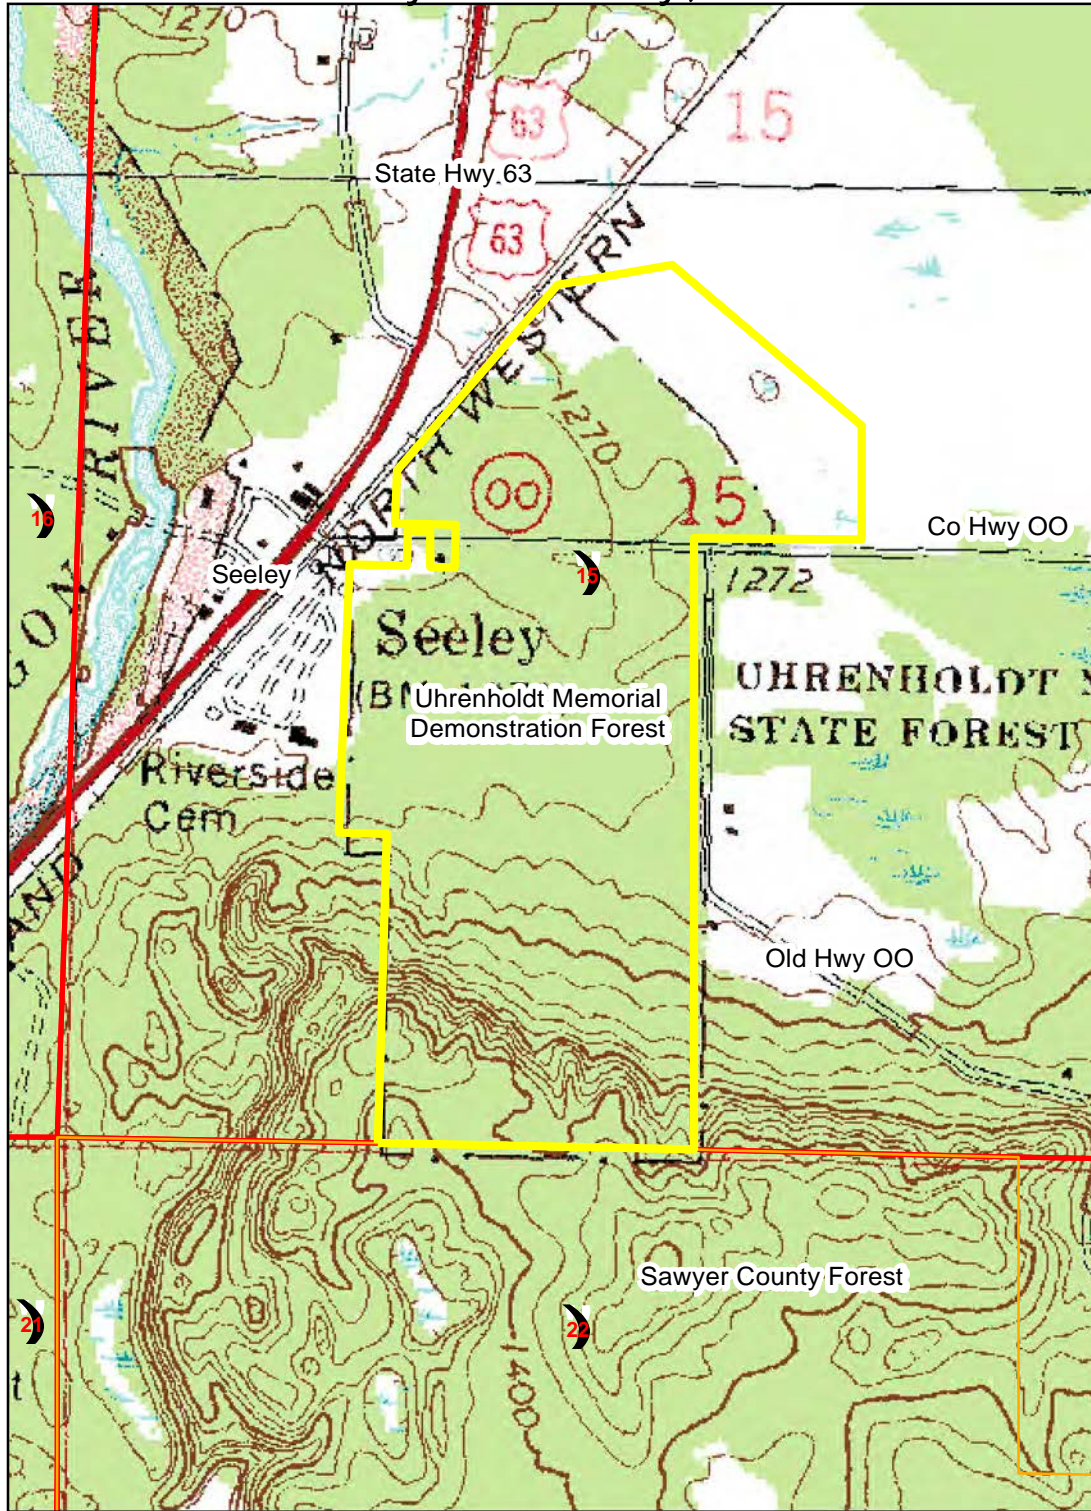 1270
63
15
State Hwy 63
63
NORTH WESTERN
RIVER
1270
OO
15
16
Co Hwy OO
Seeley
15
1272
Seeley
(BM
UHRENHOLDT
STATE FOREST
Uhrenholdt Memorial
Demonstration Forest
Riverside
Cem
AND
Old Hwy OO
Sawyer County Forest
21
22
1400
t